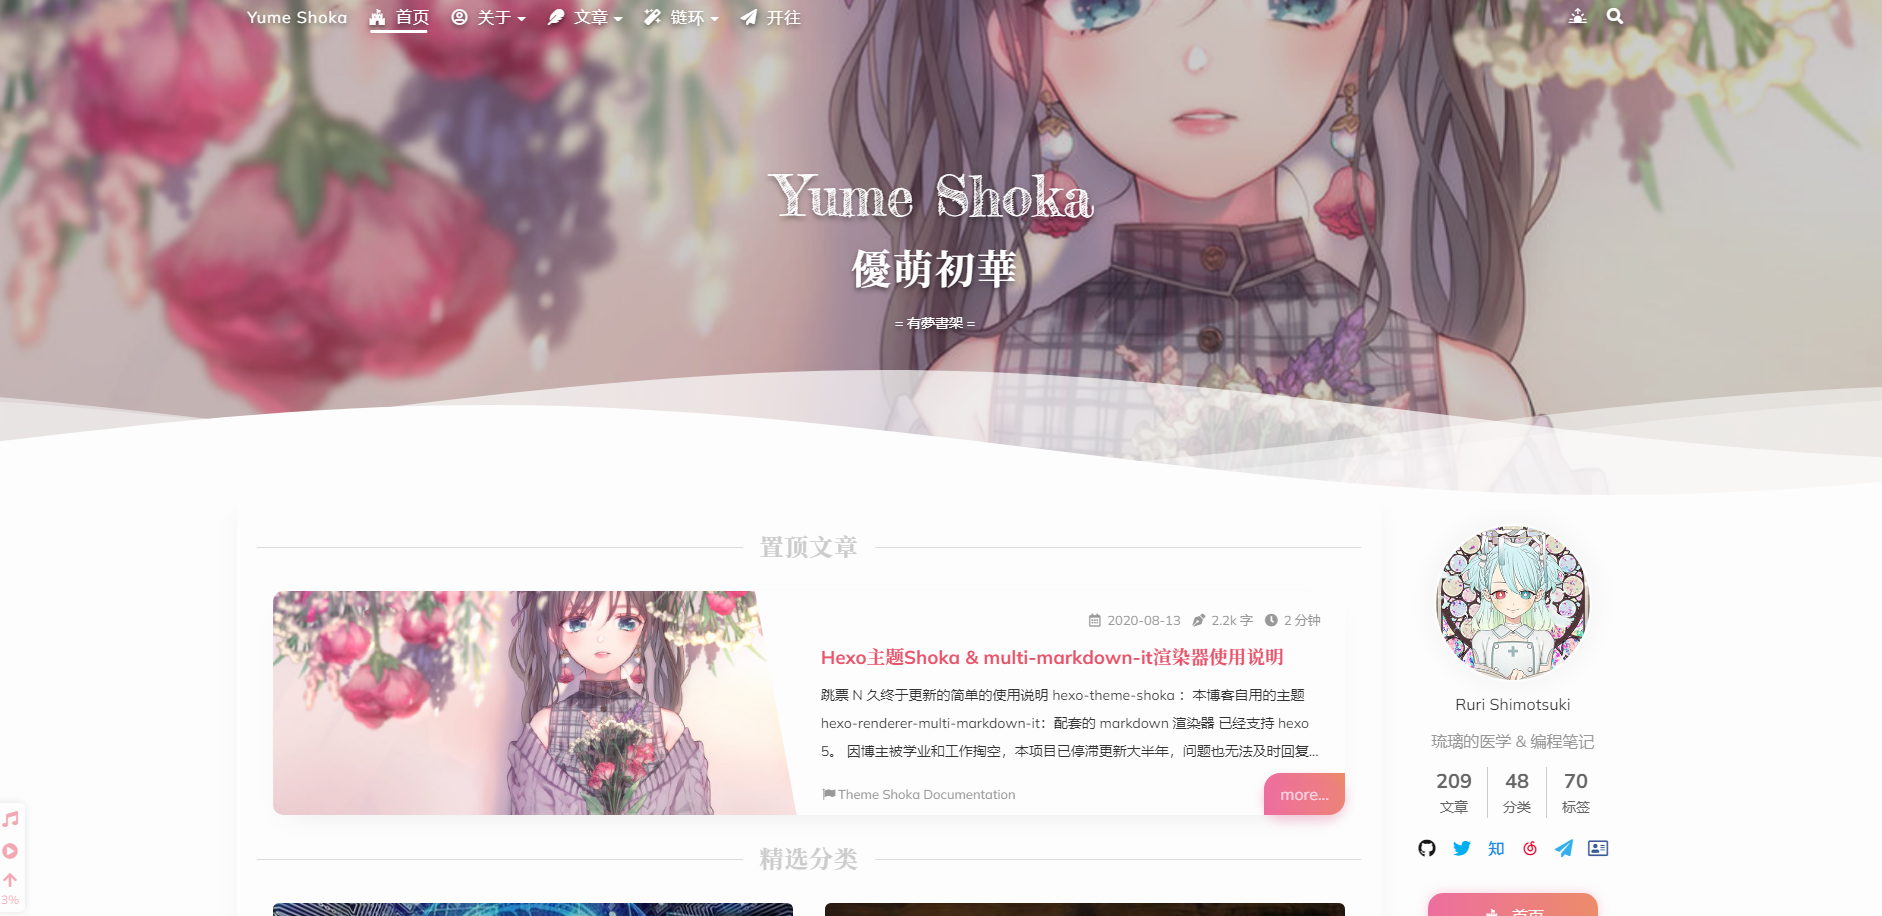 Yume Shoka 首页 关于 文章 链环 开往
Yume Shoka
優萌初華
= 有夢書架 =
置顶文章
2020-08-13 2.2k 字 2 分钟
Hexo主题Shoka & multi-markdown-it渲染器使用说明
跳票 N 久终于更新的简单的使用说明 hexo-theme-shoka ： 本博客自用的主题
hexo-renderer-multi-markdown-it：配套的 markdown 渲染器 已经支持 hexo
5。 因博主被学业和工作掏空，本项目已停滞更新大半年，问题也无法及时回复...
Theme Shoka Documentation
more...
精选分类
Ruri Shimotsuki
琉璃的医学 & 编程笔记
209 48 70
文章 分类 标签
知
首页
3%